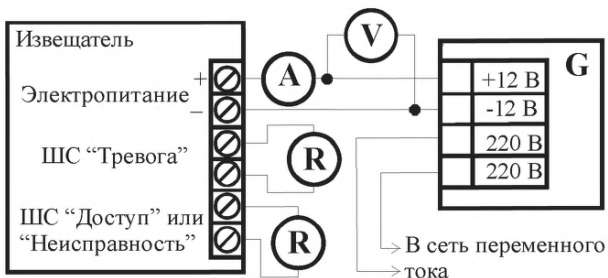 Извещатель
Электропитание
+
–
ШС “Тревога”
ШС “Доступ” или
“Неисправность”
A
V
R
R
G
+12 В
-12 В
220 В
220 В
В сеть переменного
тока